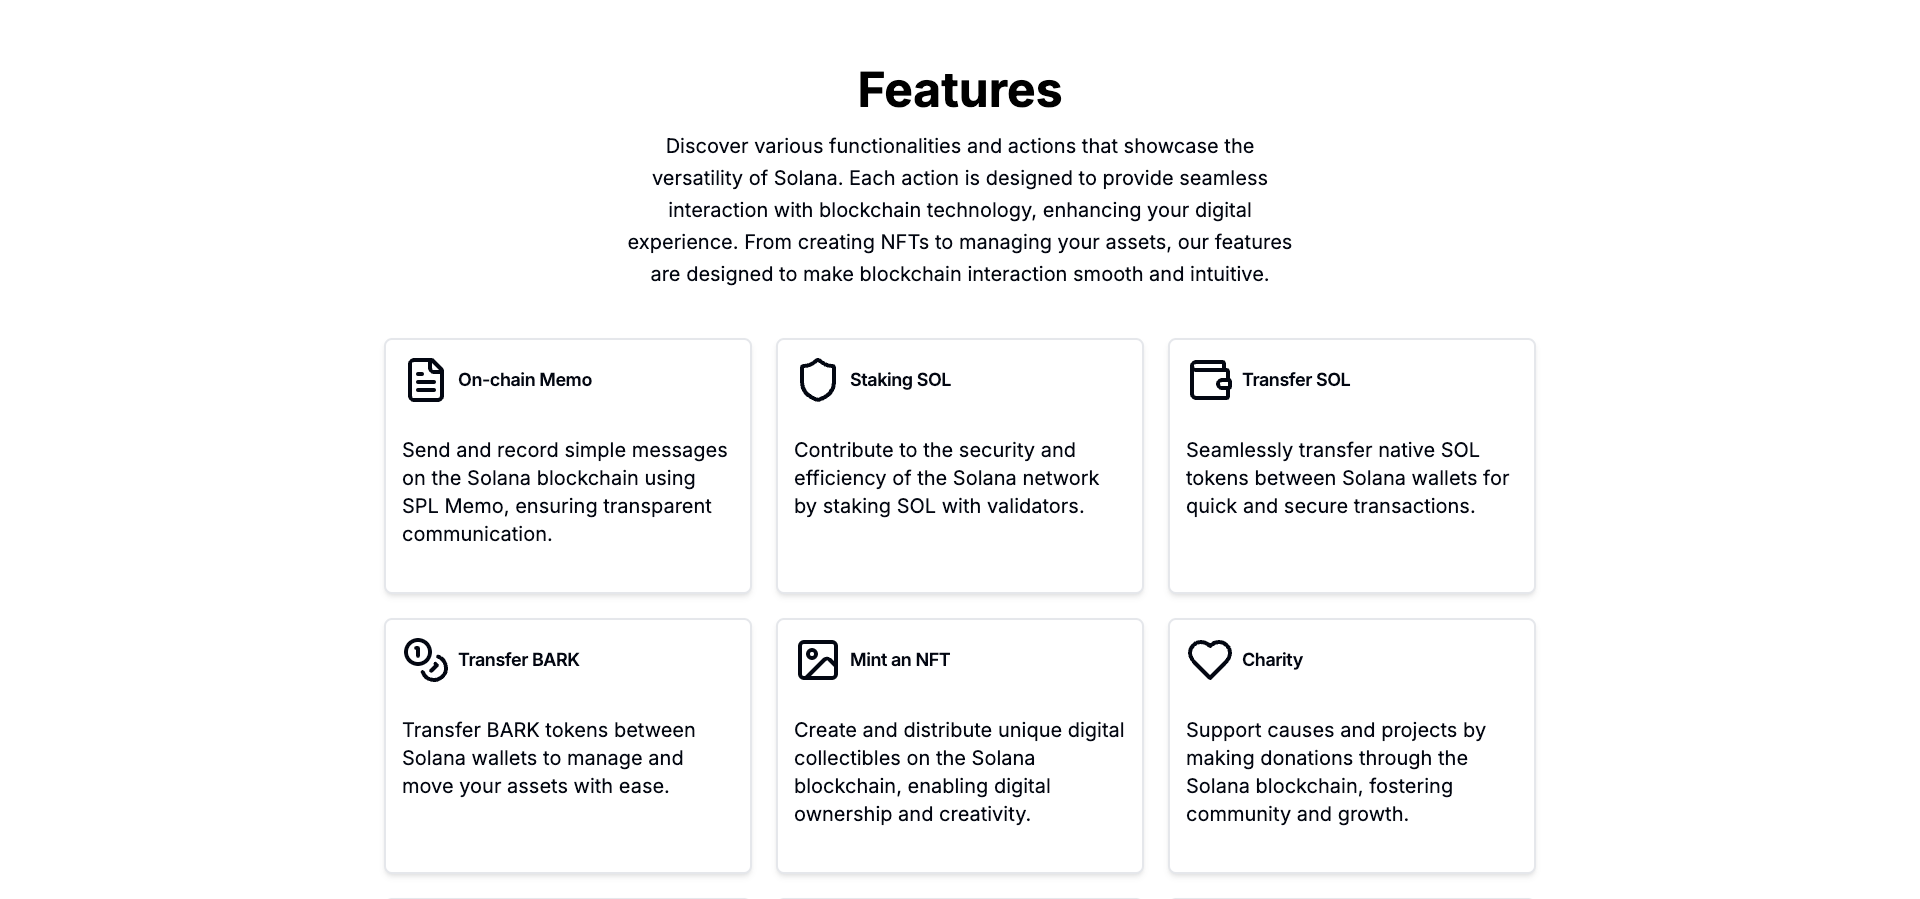 Features
Discover various functionalities and actions that showcase the
versatility of Solana. Each action is designed to provide seamless
interaction with blockchain technology, enhancing your digital
experience. From creating NFTs to managing your assets, our features
are designed to make blockchain interaction smooth and intuitive.
On-chain Memo
Send and record simple messages
on the Solana blockchain using
SPL Memo, ensuring transparent
communication.
Staking SOL
Contribute to the security and
efficiency of the Solana network
by staking SOL with validators.
Transfer SOL
Seamlessly transfer native SOL
tokens between Solana wallets for
quick and secure transactions.
Transfer BARK
Transfer BARK tokens between
Solana wallets to manage and
move your assets with ease.
Mint an NFT
Create and distribute unique digital
collectibles on the Solana
blockchain, enabling digital
ownership and creativity.
Charity
Support causes and projects by
making donations through the
Solana blockchain, fostering
community and growth.